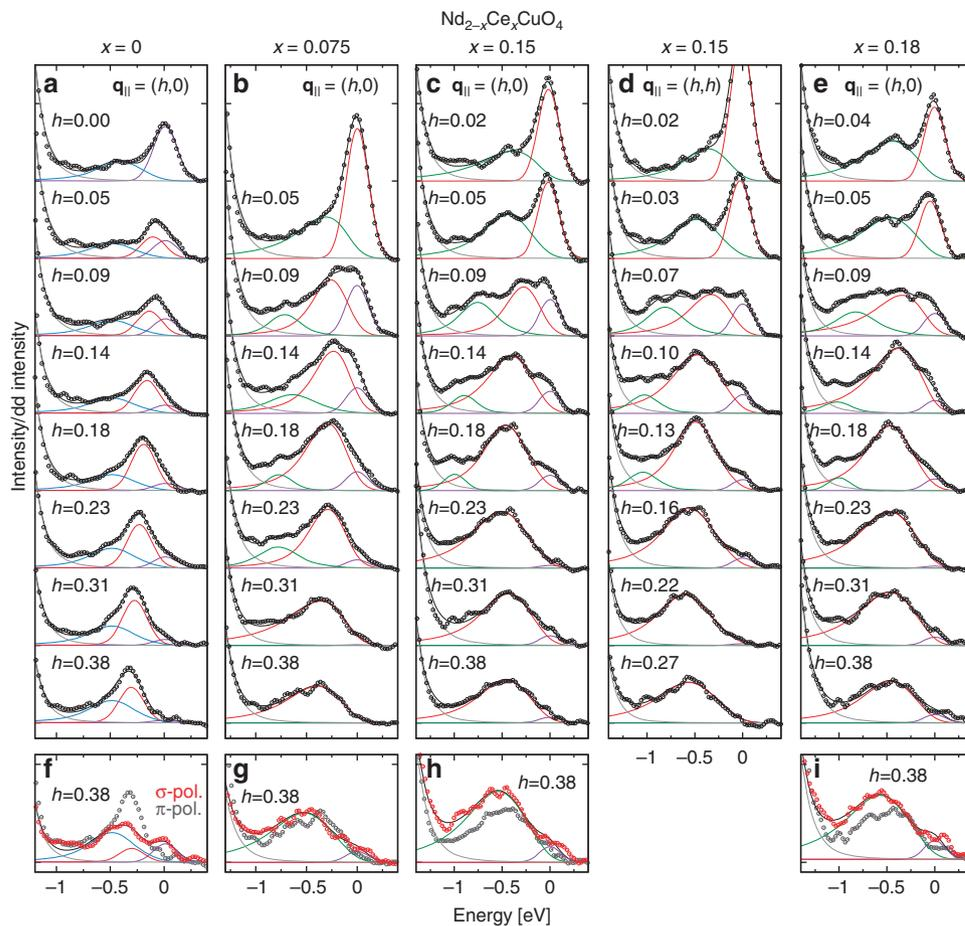 Nd2−xCexCuO4
x = 0
x = 0.075
x = 0.15
x = 0.15
x = 0.18
a
q|| = (h,0)
h=0.00
h=0.05
h=0.09
h=0.14
h=0.18
h=0.23
h=0.31
h=0.38
b
q|| = (h,0)
h=0.05
h=0.09
h=0.14
h=0.18
h=0.23
h=0.31
h=0.38
c q|| = (h,0)
h=0.02
h=0.05
h=0.09
h=0.14
h=0.18
h=0.23
h=0.31
h=0.38
d q|| = (h,h)
h=0.02
h=0.03
h=0.07
h=0.10
h=0.13
h=0.16
h=0.22
h=0.27
−1 −0.5 0
e q|| = (h,0)
h=0.04
h=0.05
h=0.09
h=0.14
h=0.18
h=0.23
h=0.31
h=0.38
Intensity/dd intensity
f
h=0.38
σ-pol.
π-pol.
−1 −0.5 0
g
h=0.38
−1 −0.5 0
h
h=0.38
−1 −0.5 0
i
h=0.38
−1 −0.5 0
Energy [eV]